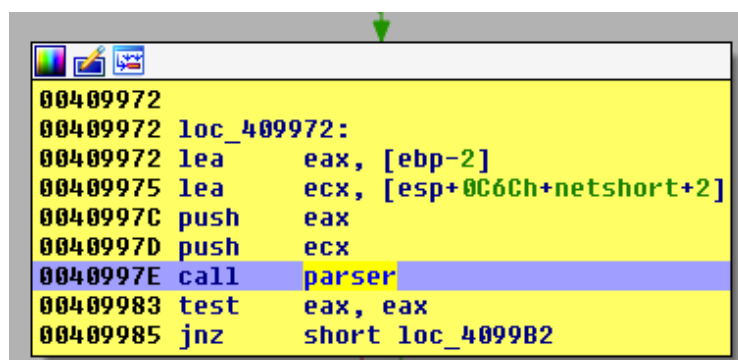 00409972
00409972 loc_409972:
00409972 lea eax, [ebp-2]
00409975 lea ecx, [esp+0C6Ch+netshort+2]
0040997C push eax
0040997D push ecx
0040997E call parser
00409983 test eax, eax
00409985 jnz short loc_4099B2